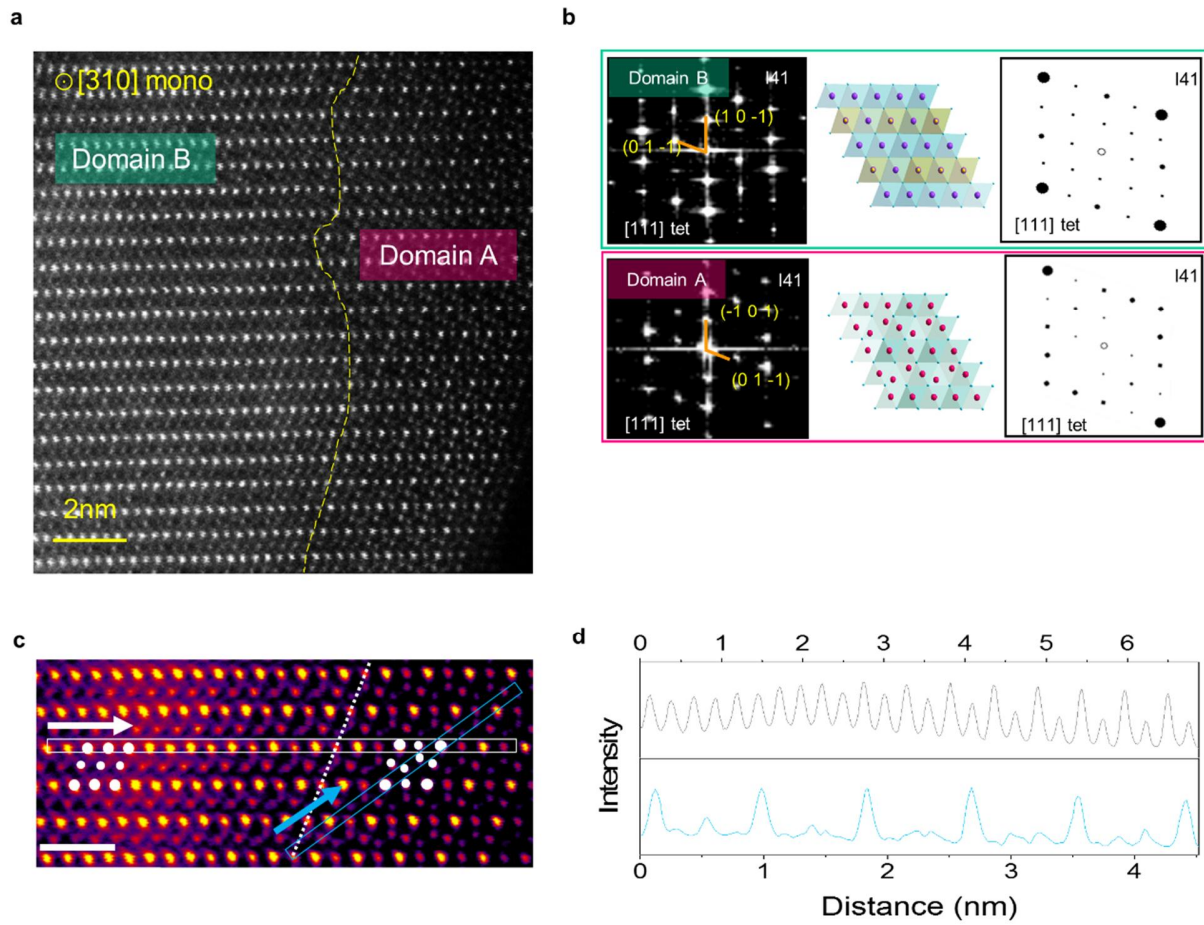 a
⊙[310] mono
Domain B
Domain A
2nm
b
Domain B
I41
(1 0 -1)
(0 1 -1)
[111] tet
I41
[111] tet
Domain A
I41
(-1 0 1)
(0 1 -1)
[111] tet
I41
[111] tet
c
d
0 1 2 3 4 5 6
Intensity
0 1 2 3 4
Distance (nm)